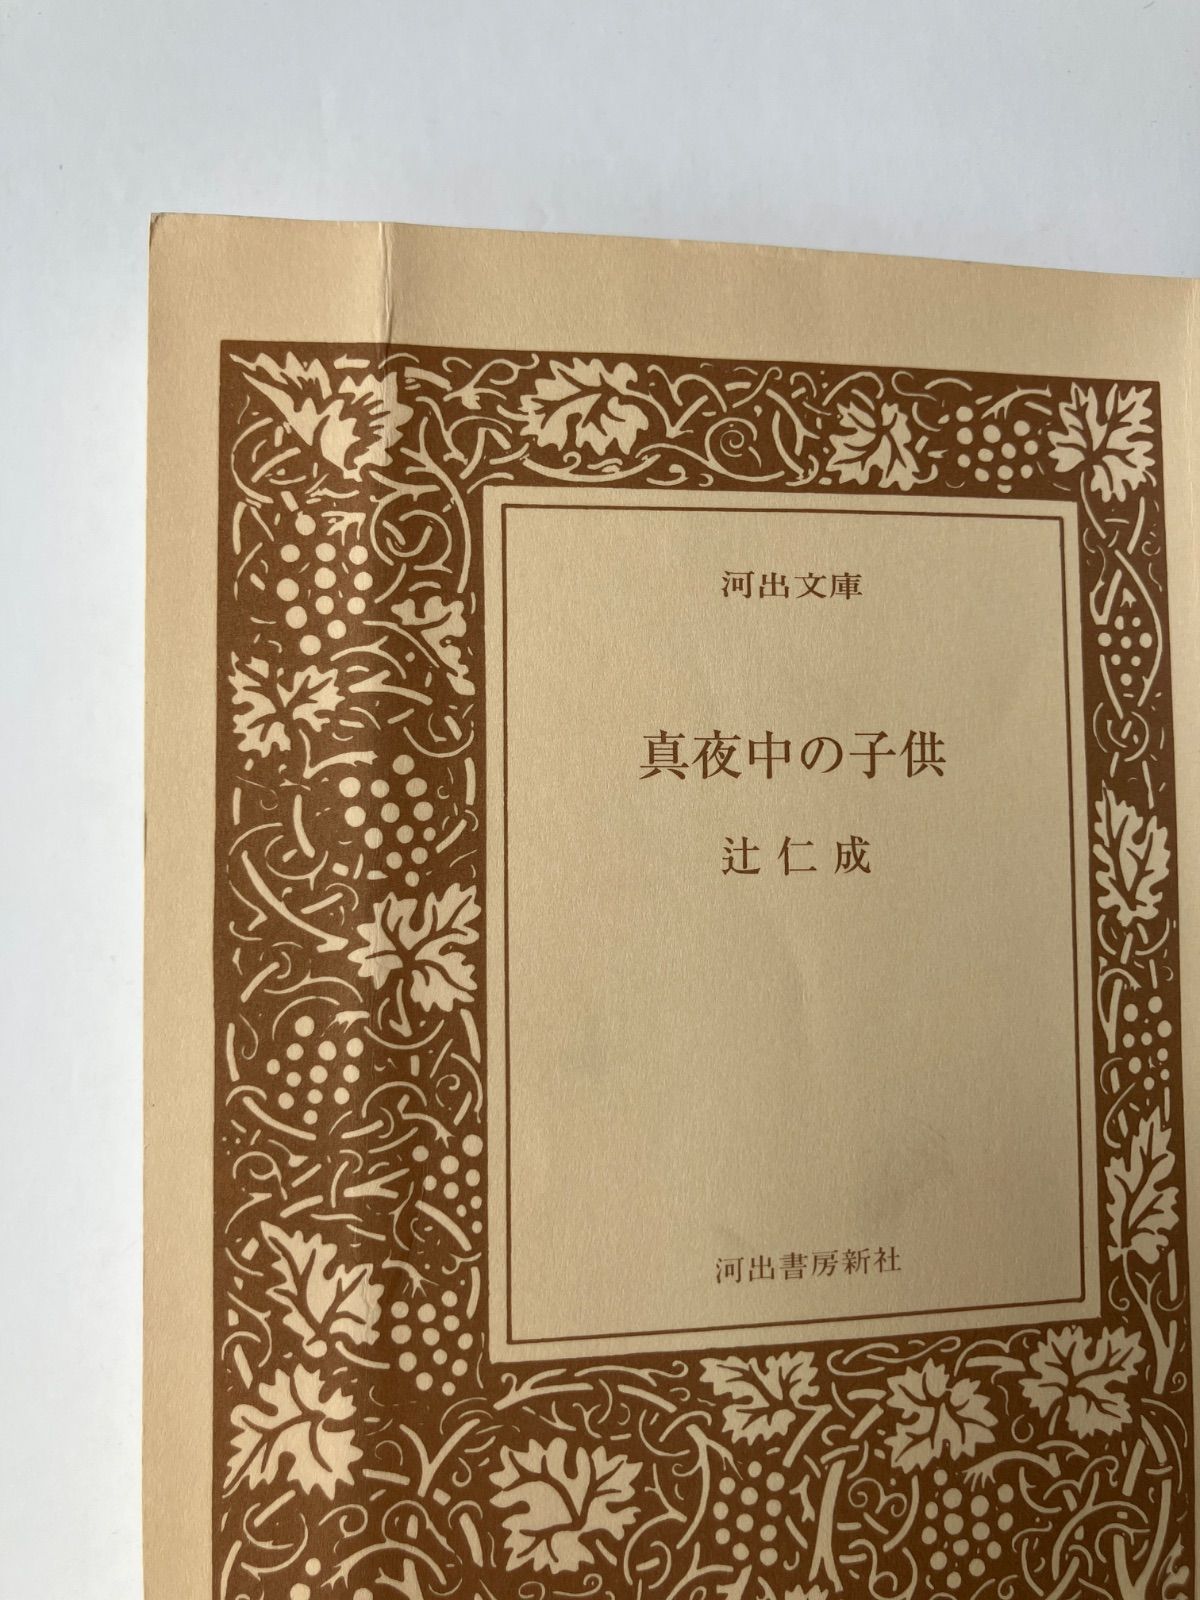 河出文庫
真夜中の子供
辻仁成
河出書房新社